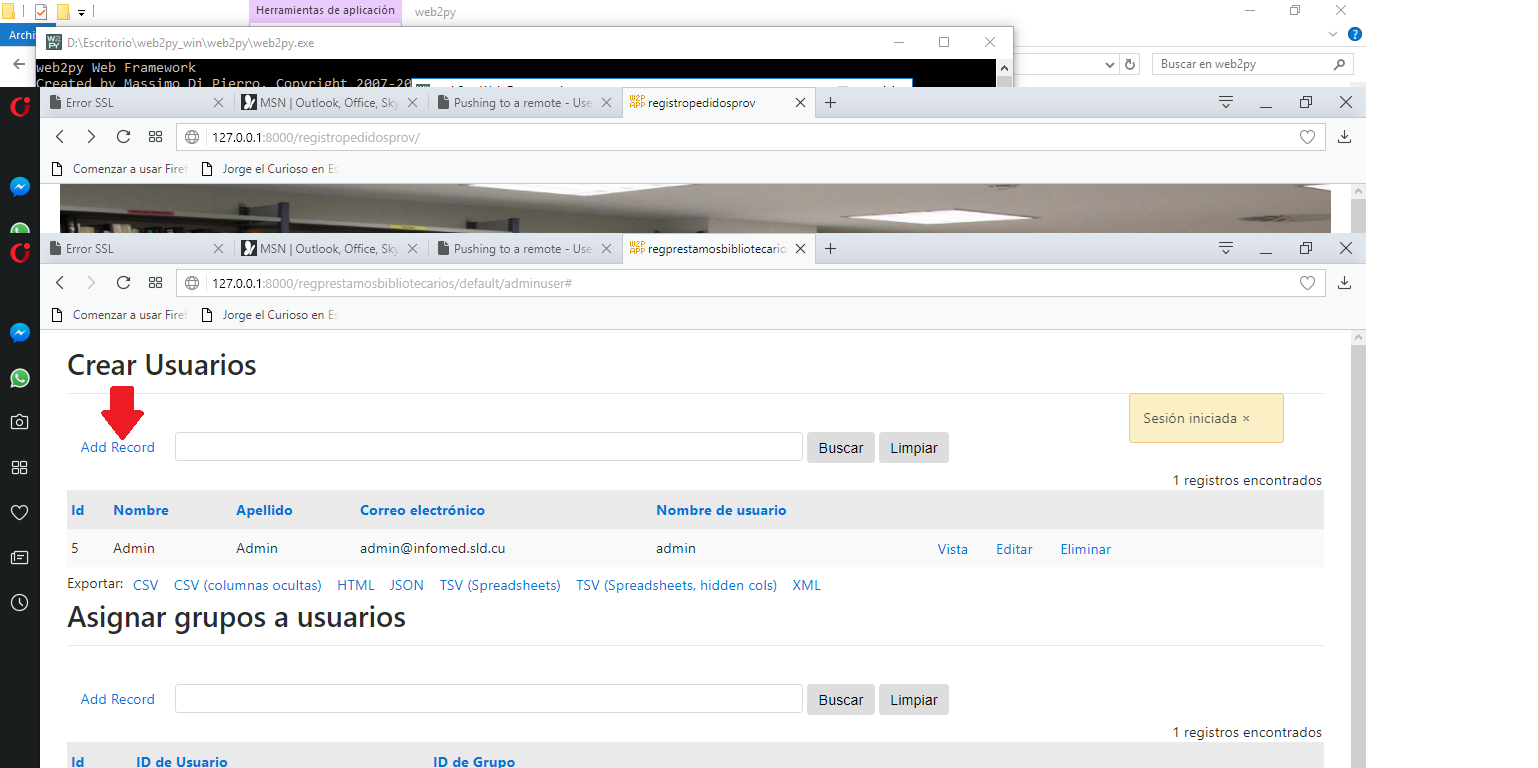 Herramientas de aplicación web2py
Archi
D:\Escritorio\web2py_win\web2py\web2py.exe
web2py Web Framework
Created by Massimo Di Pierro, Copyright 2007-20
Buscar en web2py
Error SSL MSN | Outlook, Office, Sky Pushing to a remote - Use registropedidosprov
127.0.0.1:8000/registropedidosprov/
Comenzar a usar Firef Jorge el Curioso en Es
Error SSL MSN | Outlook, Office, Sky Pushing to a remote - Use regprestamosbibliotecario
127.0.0.1:8000/regprestamosbibliotecarios/default/adminuser#
Comenzar a usar Firef Jorge el Curioso en Es
Crear Usuarios
Sesión iniciada ×
Add Record Buscar Limpiar
1 registros encontrados
Id Nombre Apellido Correo electrónico Nombre de usuario
5 Admin Admin admin@infomed.sld.cu admin Vista Editar Eliminar
Exportar: CSV CSV (columnas ocultas) HTML JSON TSV (Spreadsheets) TSV (Spreadsheets, hidden cols) XML
Asignar grupos a usuarios
Add Record Buscar Limpiar
1 registros encontrados
Id ID de Usuario ID de Grupo